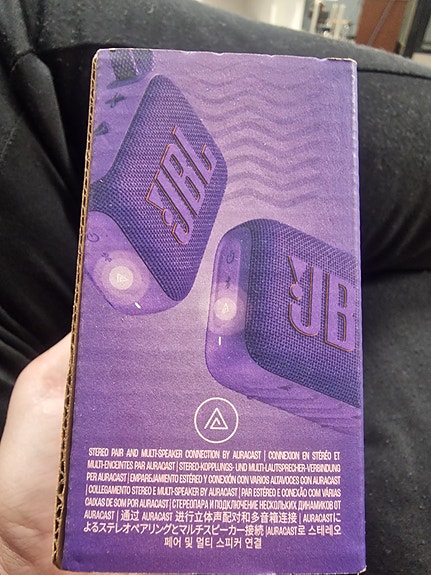 JBL
JB
STEREO PAIR AND MULTI-SPEAKER CONNECTION BY AURACAST | CONNEXION EN STÉRÉO ET
MULTI-ENCEINTES PAR AURACAST | STEREO-KOPPLUNGS- UND MULTI-LAUTSPRECHER-VERBINDUNG
PER AURACAST | EMPAREJAMIENTO ESTÉREO Y CONEXIÓN CON VARIOS ALTAVOCES CON AURACAST
| COLLEGAMENTO STEREO E MULTI-SPEAKER BY AURACAST | PAR ESTÉREO E CONEXÃO COM VÁRIAS
CAIXAS DE SOM POR AURACAST | СТЕРЕОПАРА И ПОДКЛЮЧЕНИЕ НЕСКОЛЬКИХ ДИНАМИКОВ ОТ
AURACAST | 通过 AURACAST 进行立体声配对和多音箱连接 | AURACASTに
よるステレオペアリングとマルチスピーカー接続 | AURACAST로 스테레오
페어 및 멀티 스피커 연결